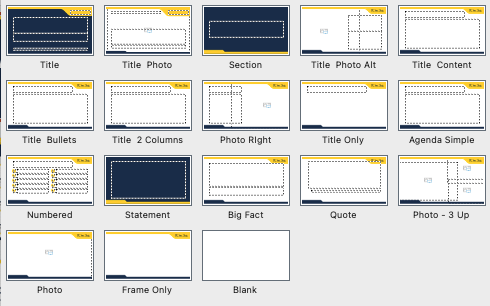 Title
Title  Photo
Section
Title  Photo Alt
Title  Content
Title  Bullets
Title  2 Columns
Photo RIght
Title Only
Agenda Simple
Numbered
Statement
Big Fact
Quote
Photo - 3 Up
Photo
Frame Only
Blank